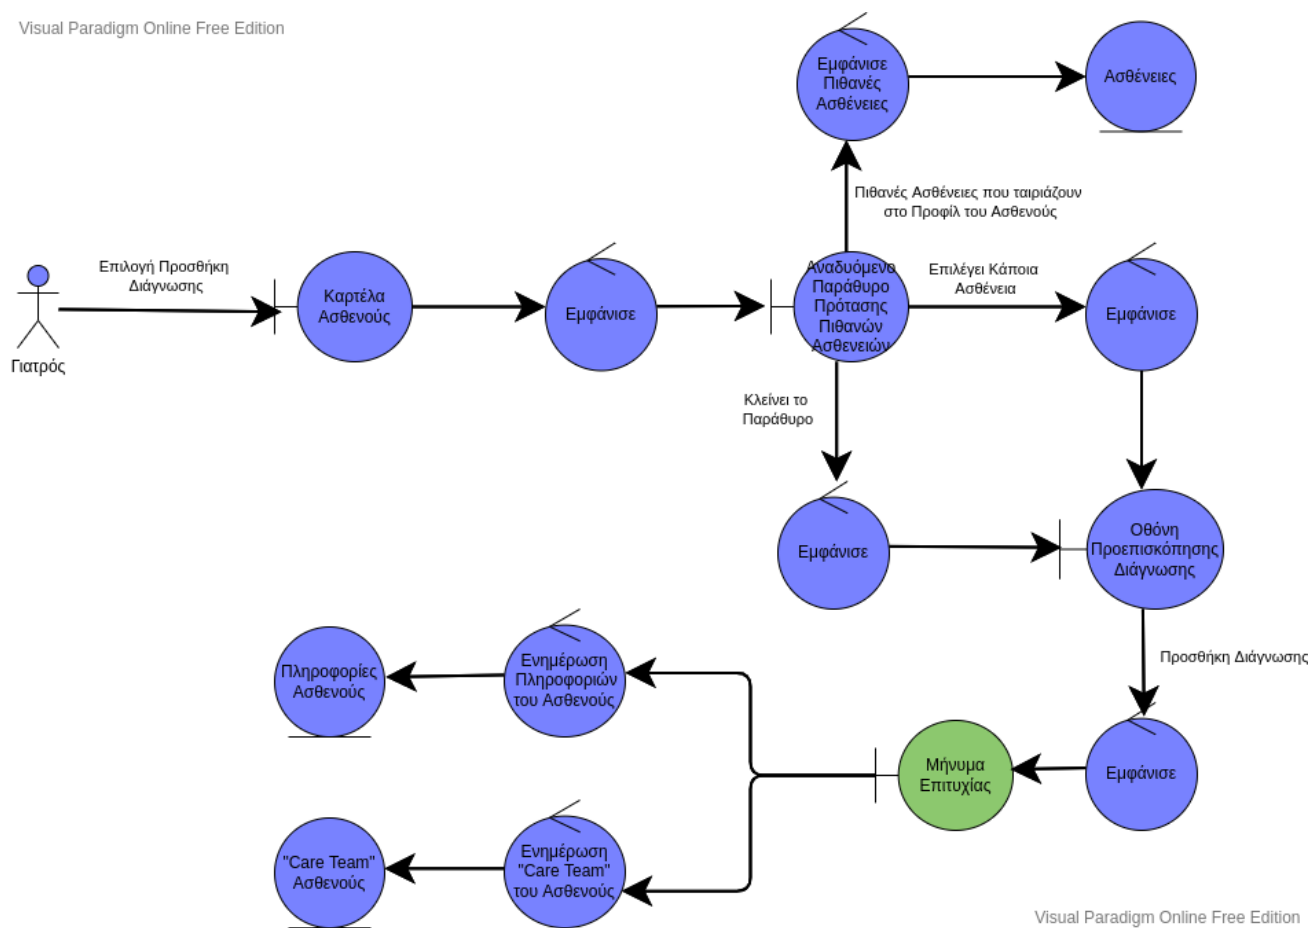 Visual Paradigm Online Free Edition
Εμφάνισε
Πιθανές
Ασθένειες
Ασθένειες
Πιθανές Ασθένειες που ταιριάζουν
στο Προφίλ του Ασθενούς
Επιλογή Προσθήκη
Διάγνωσης
Γιατρός
Καρτέλα
Ασθενούς
Εμφάνισε
Αναδυόμενο
Παράθυρο
Πρότασης
Πιθανών
Ασθενειών
Επιλέγει Κάποια
Ασθένεια
Εμφάνισε
Κλείνει το
Παράθυρο
Εμφάνισε
Οθόνη
Προεπισκόπησης
Διάγνωσης
Προσθήκη Διάγνωσης
Πληροφορίες
Ασθενούς
Ενημέρωση
Πληροφοριών
του Ασθενούς
Μήνυμα
Επιτυχίας
Εμφάνισε
"Care Team"
Ασθενούς
Ενημέρωση
"Care Team"
του Ασθενούς
Visual Paradigm Online Free Edition